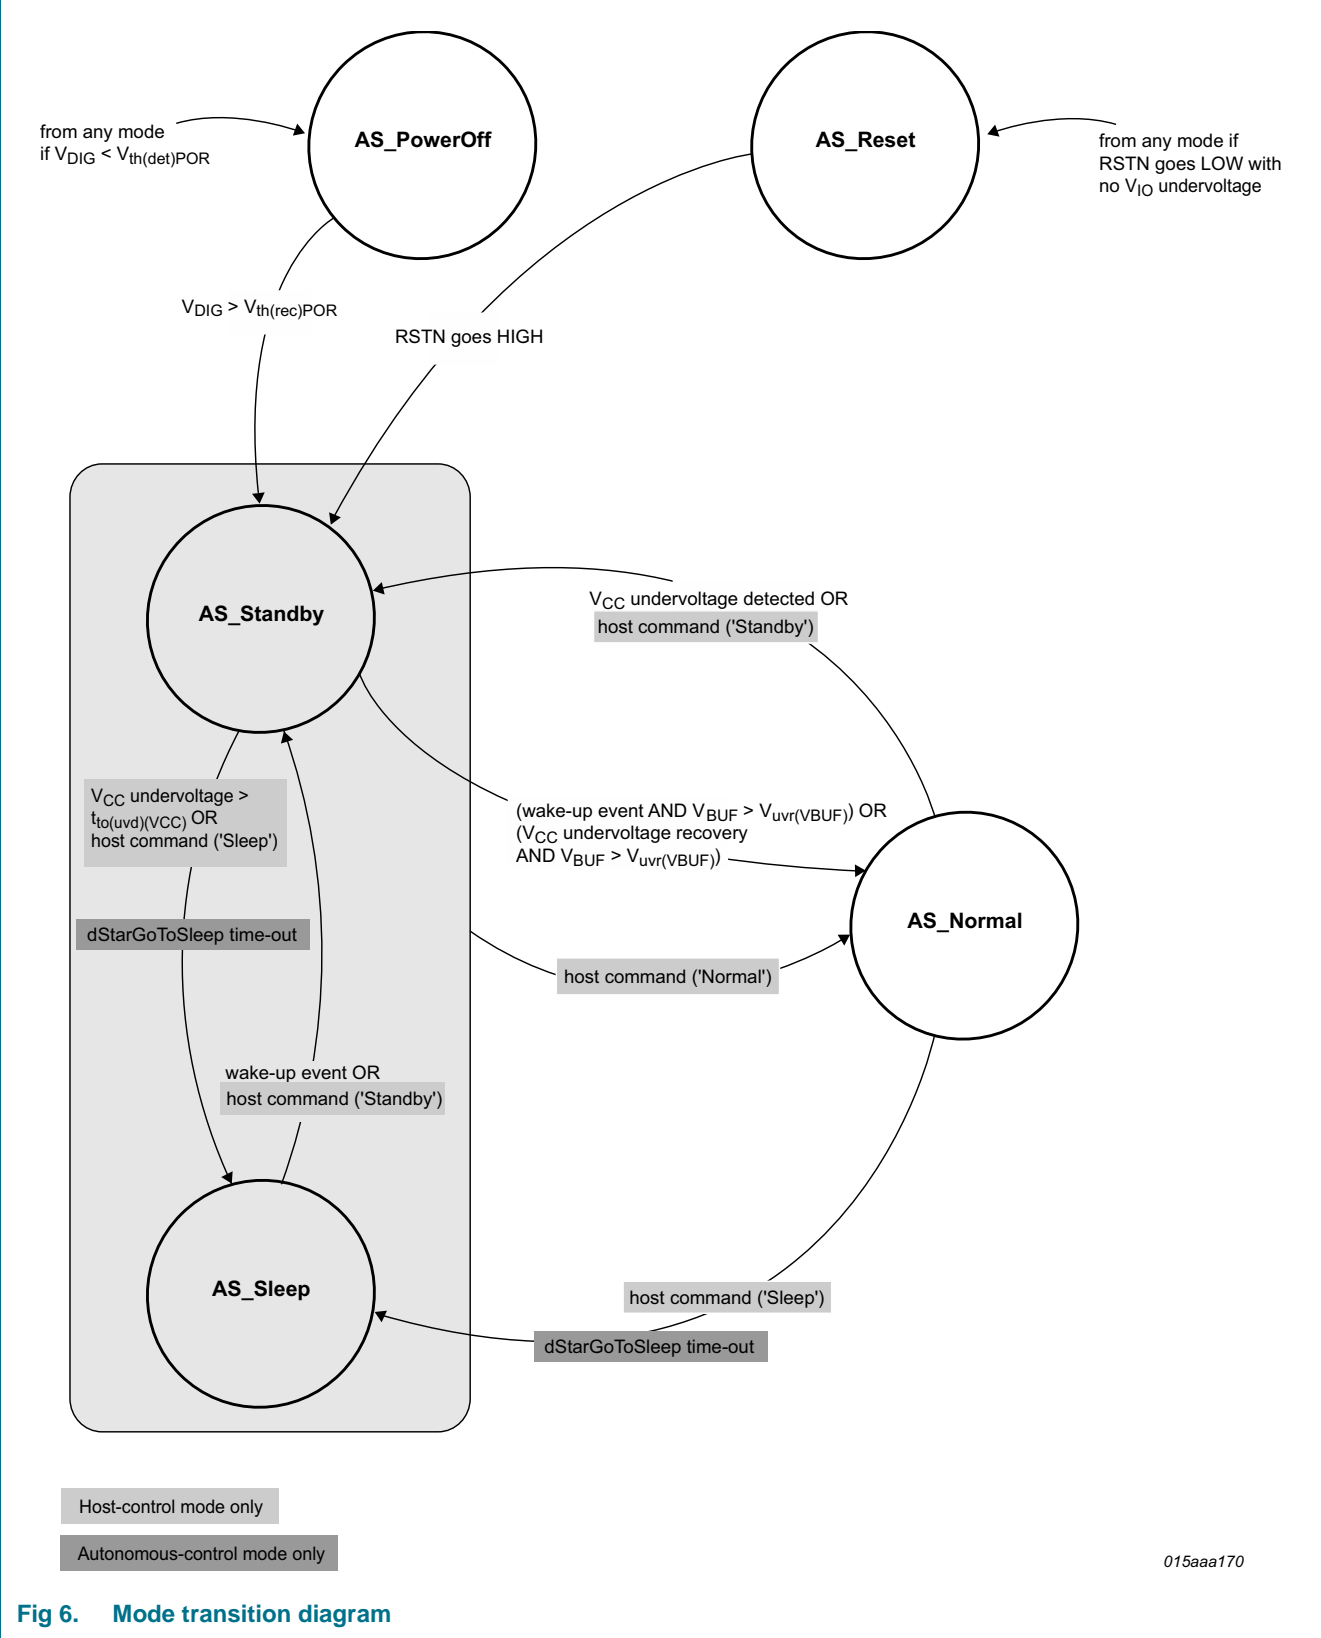 AS_PowerOff
AS_Reset
from any mode
if VDIG < Vth(det)POR
from any mode if
RSTN goes LOW with
no VIO undervoltage
VDIG > Vth(rec)POR
RSTN goes HIGH
AS_Standby
VCC undervoltage detected OR
host command ('Standby')
VCC undervoltage >
tto(uvd)(VCC) OR
host command ('Sleep')
(wake-up event AND VBUF > Vuvr(VBUF)) OR
(VCC undervoltage recovery
AND VBUF > Vuvr(VBUF))
dStarGoToSleep time-out
AS_Normal
host command ('Normal')
wake-up event OR
host command ('Standby')
AS_Sleep
host command ('Sleep')
dStarGoToSleep time-out
Host-control mode only
Autonomous-control mode only
015aaa170
Fig 6. Mode transition diagram